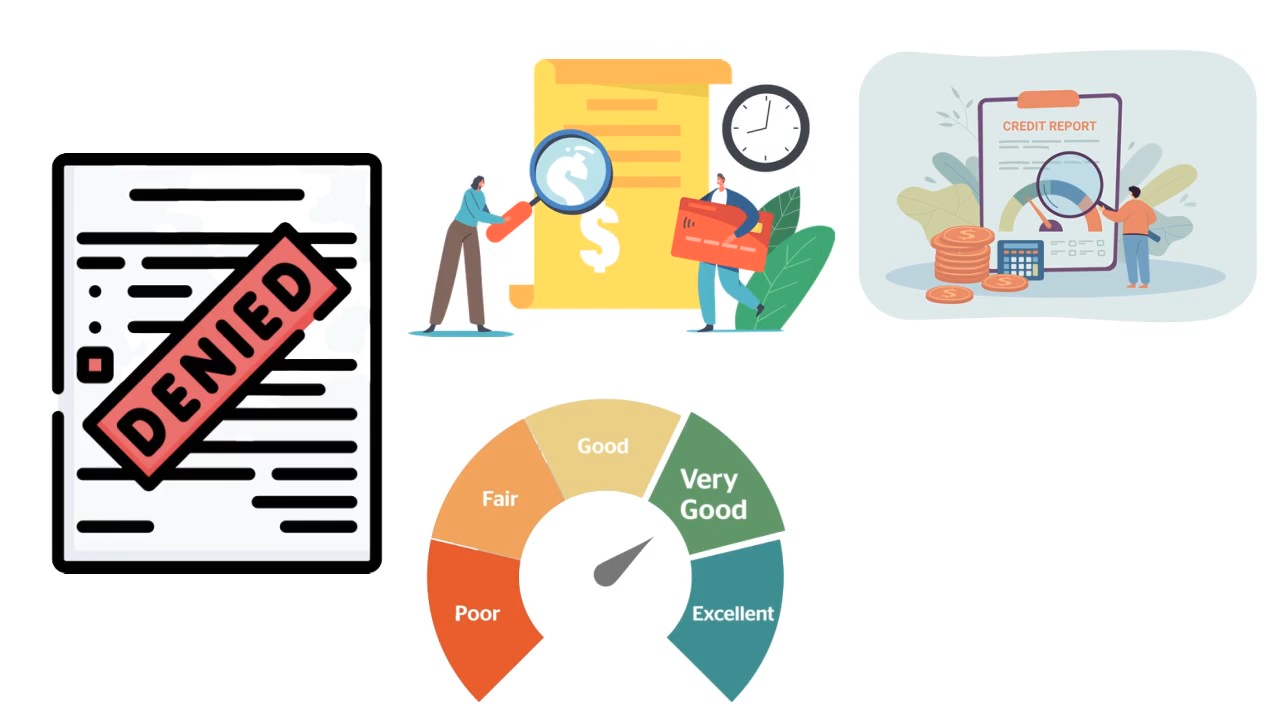 DENIED
$
$
CREDIT REPORT
$
$
$
Poor
Fair
Good
Very
Good
Excellent